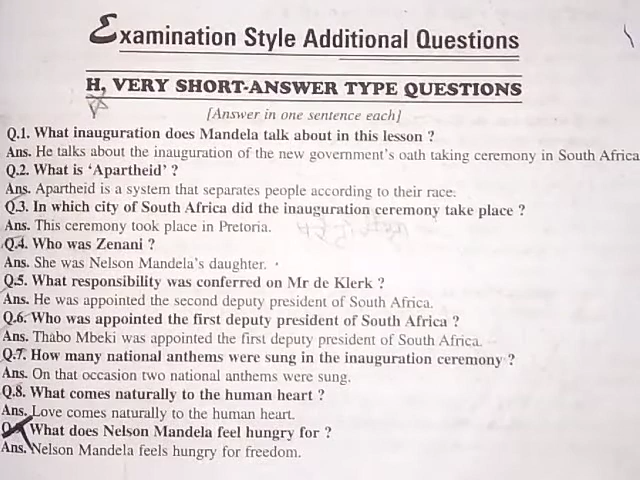 Examination Style Additional Questions
H, VERY SHORT-ANSWER TYPE QUESTIONS
[Answer in one sentence each]
Q.1. What inauguration does Mandela talk about in this lesson ?
Ans. He talks about the inauguration of the new government's oath taking ceremony in South Africa
Q.2. What is ‘Apartheid’ ?
Ans. Apartheid is a system that separates people according to their race.
Q.3. In which city of South Africa did the inauguration ceremony take place ?
Ans. This ceremony took place in Pretoria.
Q.4. Who was Zenani ?
Ans. She was Nelson Mandela's daughter.
Q.5. What responsibility was conferred on Mr de Klerk ?
Ans. He was appointed the second deputy president of South Africa.
Q.6. Who was appointed the first deputy president of South Africa ?
Ans. Thabo Mbeki was appointed the first deputy president of South Africa.
Q.7. How many national anthems were sung in the inauguration ceremony ?
Ans. On that occasion two national anthems were sung.
Q.8. What comes naturally to the human heart ?
Ans. Love comes naturally to the human heart.
What does Nelson Mandela feel hungry for ?
Ans. Nelson Mandela feels hungry for freedom.